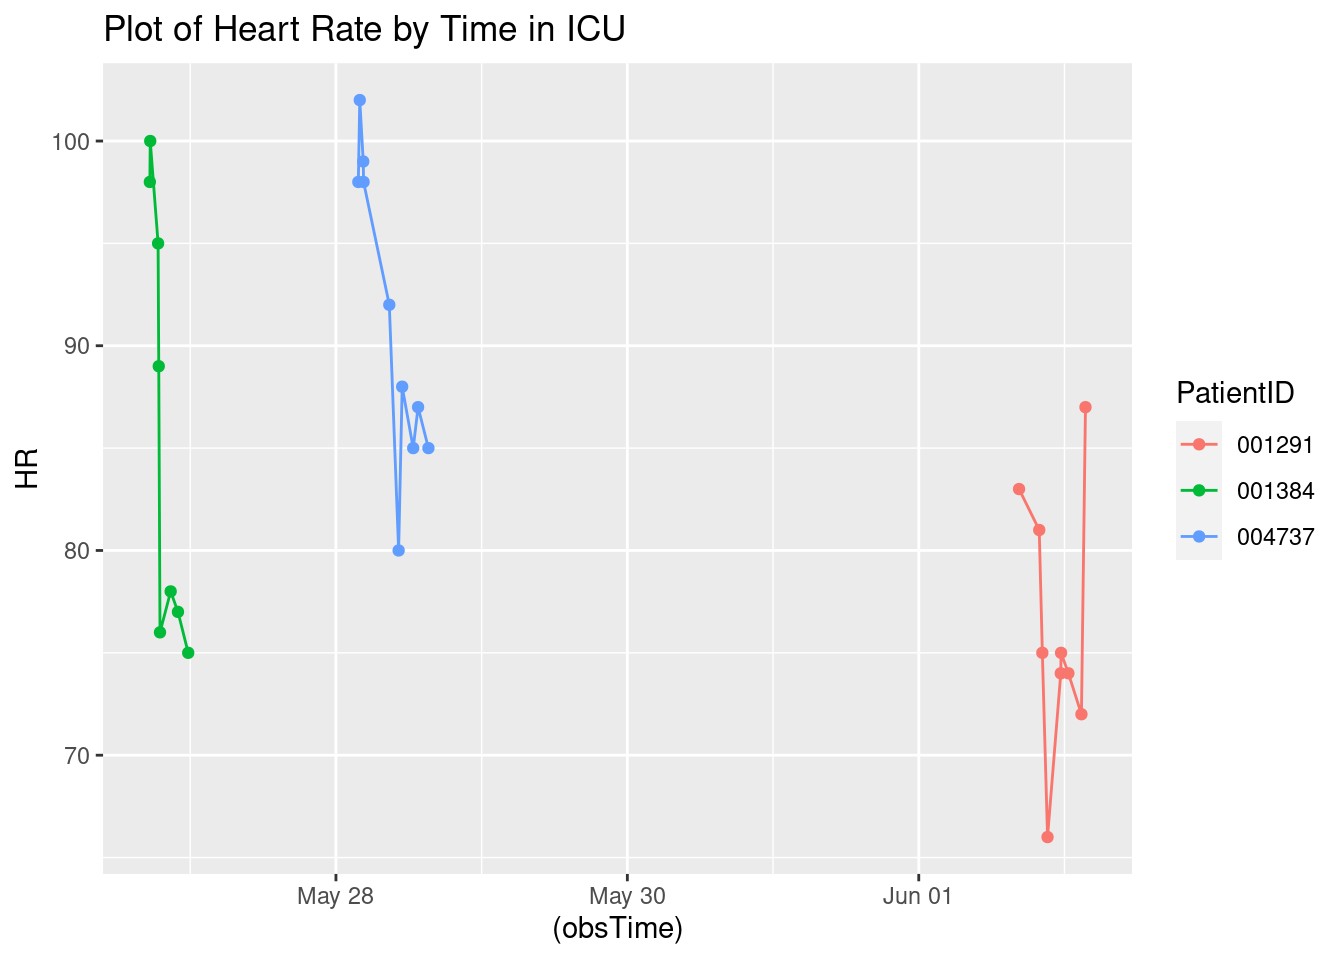 Plot of Heart Rate by Time in ICU
100
90
80
70
HR
May 28
May 30
Jun 01
(obsTime)
PatientID
001291
001384
004737